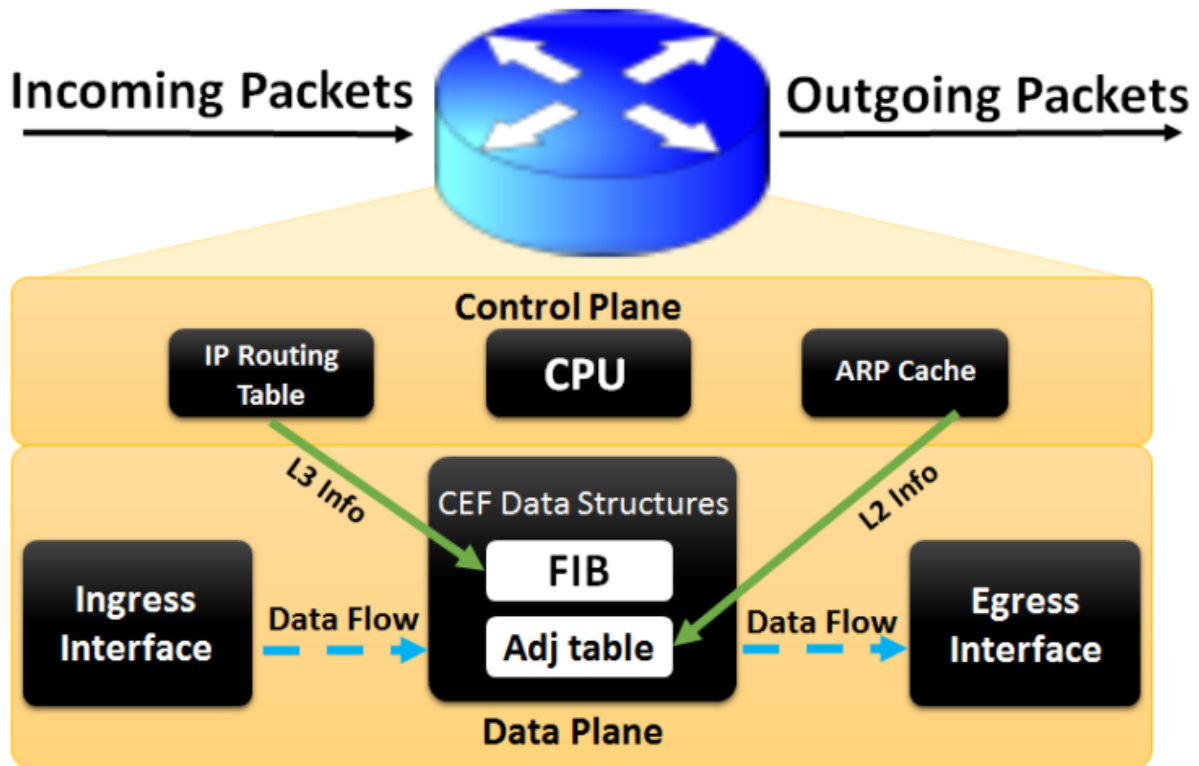 Incoming Packets
Outgoing Packets
Control Plane
IP Routing
Table
CPU
ARP Cache
L3 Info
L2 Info
CEF Data Structures
FIB
Adj table
Ingress
Interface
Data Flow
Data Flow
Egress
Interface
Data Plane